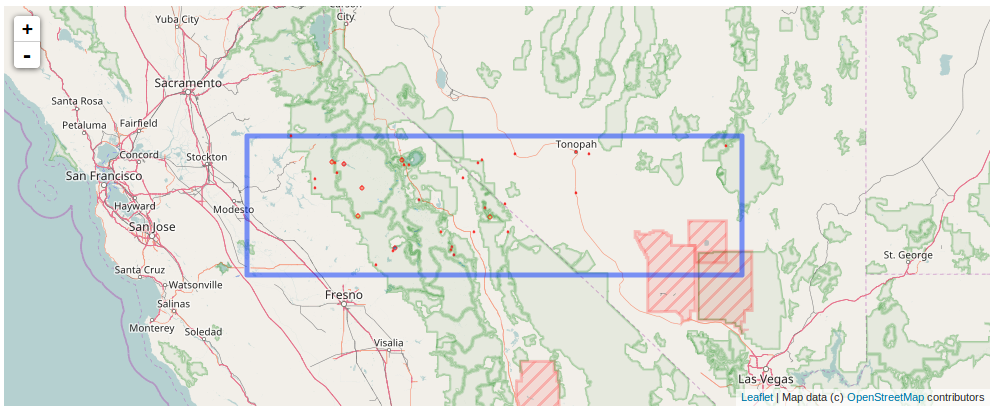 +
-
Yuba City
Carson
City
Sacramento
Santa Rosa
Petaluma
Fairfield
Concord
Stockton
San Francisco
Hayward
Modesto
San Jose
Tonopah
Santa Cruz
Watsonville
Salinas
Monterey
Soledad
Fresno
Visalia
St. George
Las Vegas
Leaflet | Map data (c) OpenStreetMap contributors